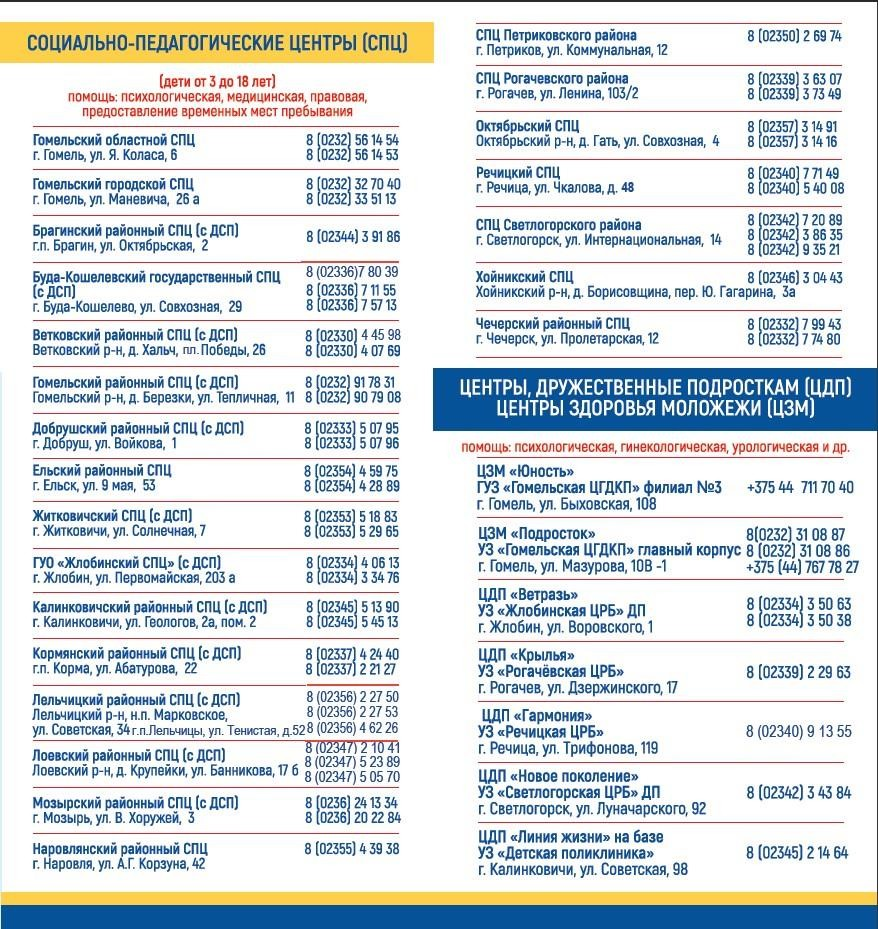 СОЦИАЛЬНО-ПЕДАГОГИЧЕСКИЕ ЦЕНТРЫ (СПЦ)
(дети от 3 до 18 лет)
помощь: психологическая, медицинская, правовая,
предоставление временных мест пребывания
Гомельский областной СПЦ 8 (0232) 56 14 54
г. Гомель, ул. Я. Коласа, 6 8 (0232) 56 14 53
Гомельский городской СПЦ 8 (0232) 32 70 40
г. Гомель, ул. Маневича, 26 а 8 (0232) 33 51 13
Брагинский районный СПЦ (с ДСП) 8 (02344) 3 91 86
г.п. Брагин, ул. Октябрьская, 2
8 (02336)7 80 39
Буда-Кошелевский государственный СПЦ 8 (02336) 7 11 55
(с ДСП) 8 (02336) 7 57 13
г. Буда-Кошелево, ул. Совхозная, 29
Ветковский районный СПЦ (с ДСП) 8 (02330) 4 45 98
Ветковский р-н, д. Хальч, пл. Победы, 26 8 (02330) 4 07 69
Гомельский районный СПЦ (с ДСП) 8 (0232) 91 78 31
Гомельский р-н, д. Березки, ул. Тепличная, 11 8 (0232) 90 79 08
Добрушский районный СПЦ (с ДСП) 8 (02333) 5 07 95
г. Добруш, ул. Войкова, 1 8 (02333) 5 07 96
Ельский районный СПЦ 8 (02354) 4 59 75
г. Ельск, ул. 9 мая, 53 8 (02354) 4 28 89
Житковичский СПЦ (с ДСП) 8 (02353) 5 18 83
г. Житковичи, ул. Солнечная, 7 8 (02353) 5 29 65
ГУО «Жлобинский СПЦ» (с ДСП) 8 (02334) 4 06 13
г. Жлобин, ул. Первомайская, 203 а 8 (02334) 3 34 76
Калинковичский районный СПЦ (с ДСП) 8 (02345) 5 13 90
г. Калинковичи, ул. Геологов, 2а, пом. 2 8 (02345) 5 45 13
Кормянский районный СПЦ (с ДСП) 8 (02337) 4 24 40
г.п. Корма, ул. Абатурова, 22 8 (02337) 2 21 27
Лельчицкий районный СПЦ (с ДСП) 8 (02356) 2 27 50
Лельчицкий р-н, н.п. Марковское, 8 (02356) 2 27 53
ул. Советская, 34 г.п.Лельчицы, ул. Тенистая, д.52 8 (02356) 4 62 26
8 (02347) 2 10 41
Лоевский районный СПЦ (с ДСП) 8 (02347) 5 23 89
Лоевский р-н, д. Крупейки, ул. Банникова, 17 б 8 (02347) 5 05 70
Мозырский районный СПЦ (с ДСП) 8 (0236) 24 13 34
г. Мозырь, ул. В. Хоружей, 3 8 (0236) 20 22 84
Наровлянский районный СПЦ 8 (02355) 4 39 38
г. Наровля, ул. А.Г. Корзуна, 42
СПЦ Петриковского района 8 (02350) 2 69 74
г. Петриков, ул. Коммунальная, 12
СПЦ Рогачевского района 8 (02339) 3 63 07
г. Рогачев, ул. Ленина, 103/2 8 (02339) 3 73 49
Октябрьский СПЦ 8 (02357) 3 14 91
Октябрьский р-н, д. Гать, ул. Совхозная, 4 8 (02357) 3 14 16
Речицкий СПЦ 8 (02340) 7 71 49
г. Речица, ул. Чкалова, д. 48 8 (02340) 5 40 08
8 (02342) 7 20 89
СПЦ Светлогорского района 8 (02342) 3 86 35
г. Светлогорск, ул. Интернациональная, 14 8 (02342) 9 35 21
Хойникский СПЦ 8 (02346) 3 04 43
Хойникский р-н, д. Борисовщина, пер. Ю. Гагарина, 3а
Чечерский районный СПЦ 8 (02332) 7 99 43
г. Чечерск, ул. Пролетарская, 12 8 (02332) 7 74 80
ЦЕНТРЫ, ДРУЖЕСТВЕННЫЕ ПОДРОСТКАМ (ЦДП)
ЦЕНТРЫ ЗДОРОВЬЯ МОЛОЖЕЖИ (ЦЗМ)
помощь: психологическая, гинекологическая, урологическая и др.
ЦЗМ «Юность»
ГУЗ «Гомельская ЦГДКП» филиал №3 +375 44 711 70 40
г. Гомель, ул. Быховская, 108
ЦЗМ «Подросток» 8(0232) 31 08 87
УЗ «Гомельская ЦГДКП» главный корпус 8 (0232) 31 08 86
г. Гомель, ул. Мазурова, 10В -1 +375 (44) 767 78 27
ЦДП «Ветразь»
УЗ «Жлобинская ЦРБ» ДП 8 (02334) 3 50 63
г. Жлобин, ул. Воровского, 1 8 (02334) 3 50 38
ЦДП «Крылья»
УЗ «Рогачёвская ЦРБ» 8 (02339) 2 29 63
г. Рогачев, ул. Дзержинского, 17
ЦДП «Гармония»
УЗ «Речицкая ЦРБ» 8 (02340) 9 13 55
г. Речица, ул. Трифонова, 119
ЦДП «Новое поколение»
УЗ «Светлогорская ЦРБ» ДП 8 (02342) 3 43 84
г. Светлогорск, ул. Луначарского, 92
ЦДП «Линия жизни» на базе
УЗ «Детская поликлиника» 8 (02345) 2 14 64
г. Калинковичи, ул. Советская, 98